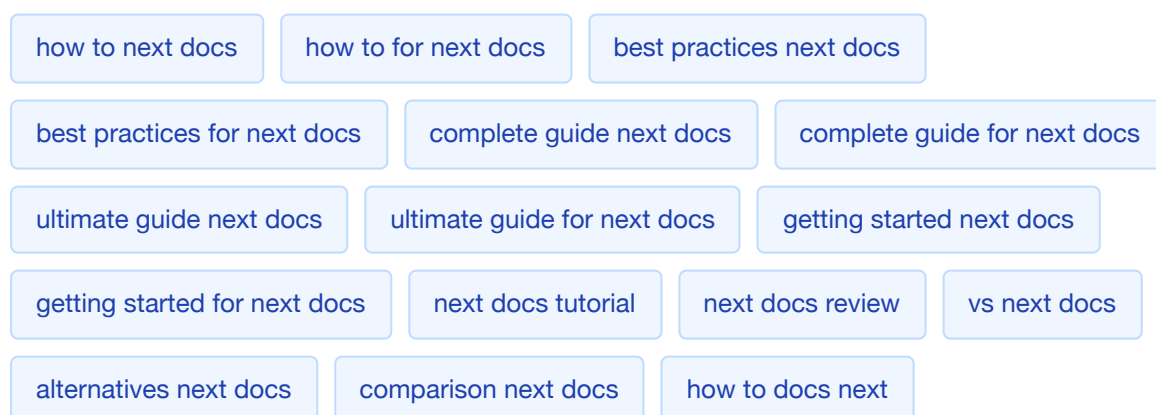 how to next docs how to for next docs best practices next docs
best practices for next docs complete guide next docs complete guide for next docs
ultimate guide next docs ultimate guide for next docs getting started next docs
getting started for next docs next docs tutorial next docs review vs next docs
alternatives next docs comparison next docs how to docs next